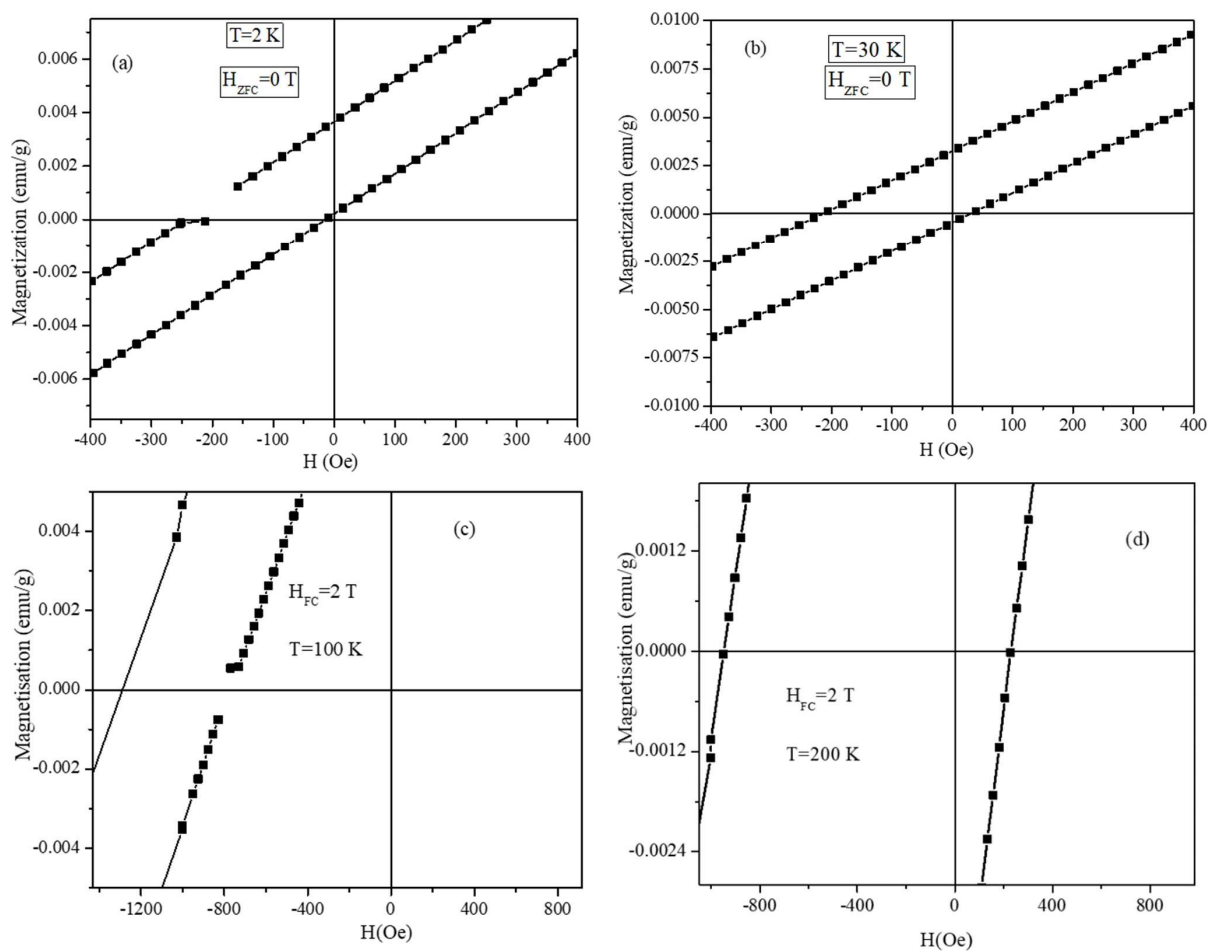 (a)
T=2 K
H_ZFC=0 T
0.006
0.004
0.002
0.000
-0.002
-0.004
-0.006
Magnetization (emu/g)
-400
-300
-200
-100
0
100
200
300
400
H (Oe)
(b)
T=30 K
H_ZFC=0 T
0.0100
0.0075
0.0050
0.0025
0.0000
-0.0025
-0.0050
-0.0075
-0.0100
Magnetization (emu/g)
-400
-300
-200
-100
0
100
200
300
400
H (Oe)
(c)
H_FC=2 T
T=100 K
0.004
0.002
0.000
-0.002
-0.004
Magnetisation (emu/g)
-1200
-800
-400
0
400
800
H(Oe)
(d)
H_FC=2 T
T=200 K
0.0012
0.0000
-0.0012
-0.0024
Magnetisation (emu/g)
-800
-400
0
400
800
H(Oe)